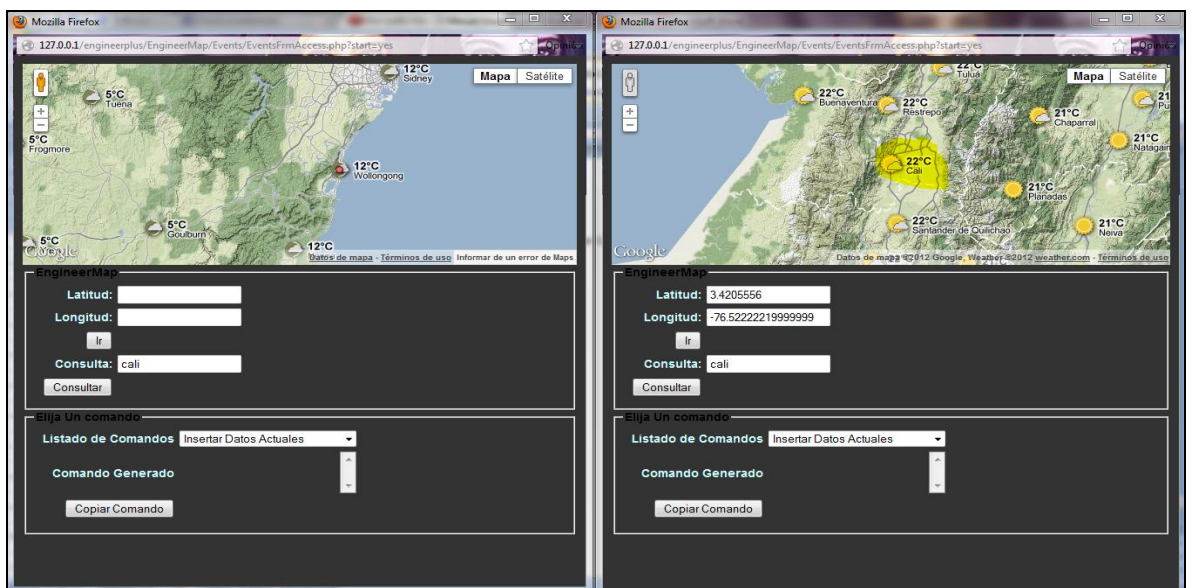 Mozilla Firefox
127.0.0.1/engineerplus/EngineerMap/Events/EventsFrmAccess.php?start=yes
12°C
Sidney
Mapa
Satélite
5°C
Tuena
5°C
Frogmore
12°C
Wollongong
5°C
Goulburn
5°C
12°C
Google
Datos de mapa - Términos de uso Informar de un error de Maps
EngineerMap
Latitud:
Longitud:
Ir
Consulta: cali
Consultar
Elija Un comando
Listado de Comandos Insertar Datos Actuales
Comando Generado
Copiar Comando
Mozilla Firefox
127.0.0.1/engineerplus/EngineerMap/Events/EventsFrmAccess.php?start=yes
22°C
Tuluá
Mapa
Satélite
22°C
Buenaventura
22°C
Restrepo
21°C
Chaparral
21
21°C
22°C
Cali
21°C
Planadas
22°C
Santander de Quilichao
21°C
Neiva
Google
Datos de mapa ©2012 Google, Weather ©2012 weather.com - Términos de uso
EngineerMap
Latitud: 3.4205556
Longitud: -76.52222219999999
Ir
Consulta: cali
Consultar
Elija Un comando
Listado de Comandos Insertar Datos Actuales
Comando Generado
Copiar Comando